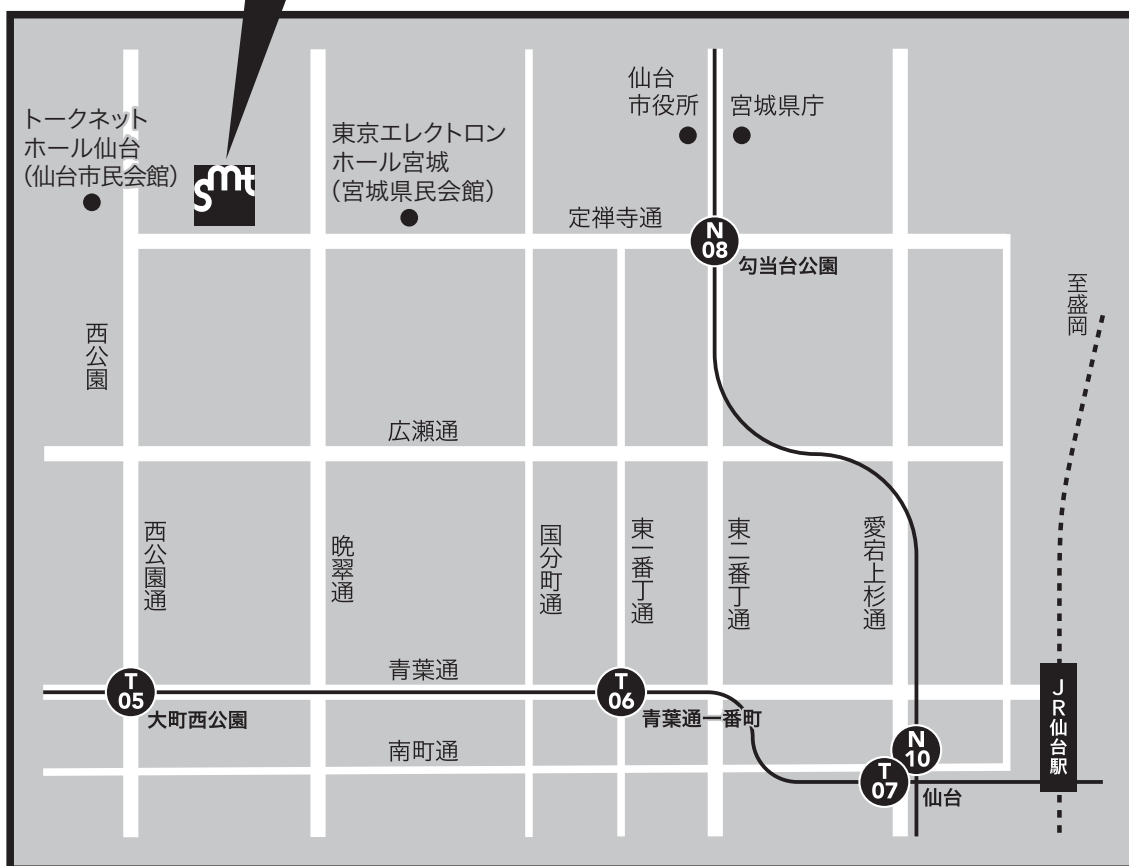 トークネット
ホール仙台
(仙台市民会館)
smt
東京エレクトロン
ホール宮城
(宮城県民会館)
仙台
市役所
宮城県庁
定禅寺通
N
08
勾当台公園
至盛岡
西公園
広瀬通
西公園通
晩翠通
国分町通
東一番丁通
東二番丁通
愛宕上杉通
青葉通
T
05
大町西公園
T
06
青葉通一番町
南町通
N
10
T
07
仙台
JR仙台駅